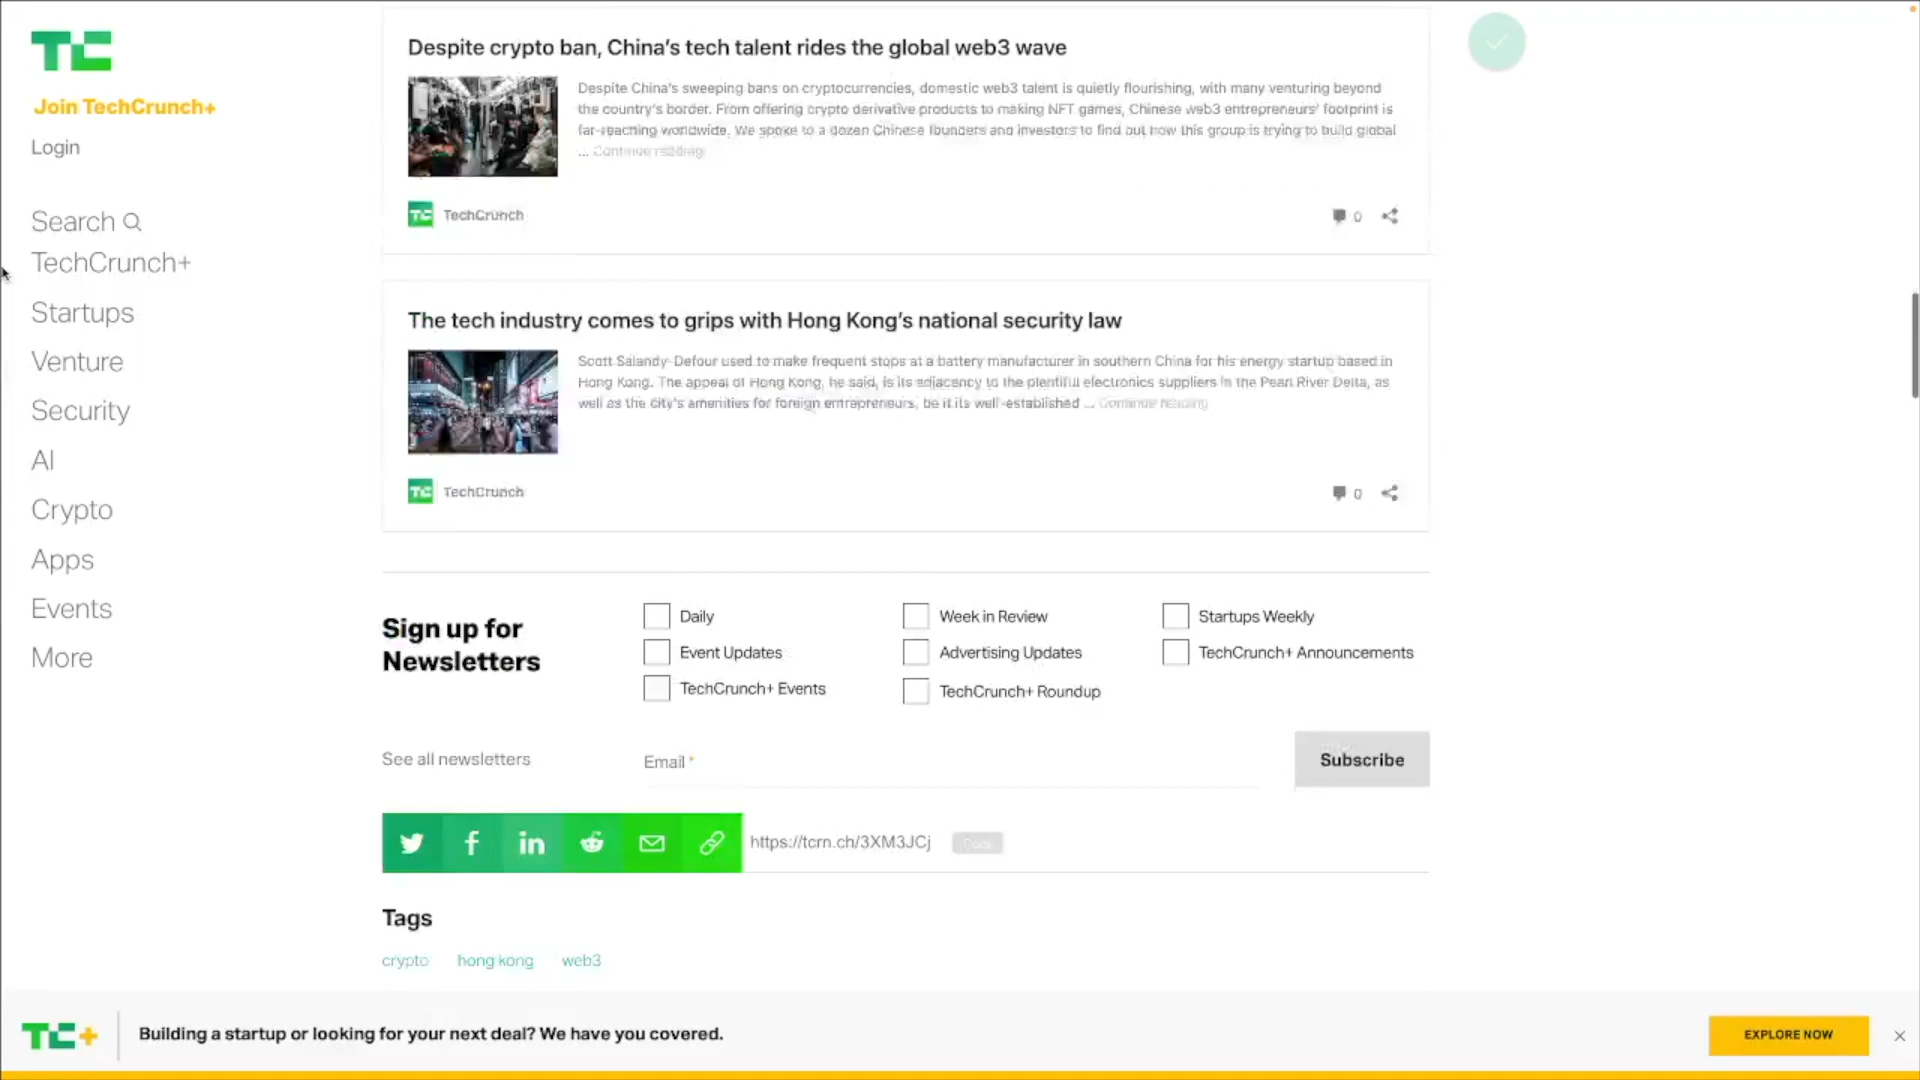 TC
Join TechCrunch+
Login
Search
TechCrunch+
Startups
Venture
Security
AI
Crypto
Apps
Events
More
Despite crypto ban, China's tech talent rides the global web3 wave
Despite China's sweeping bans on cryptocurrencies, domestic web3 talent is quietly flourishing, with many venturing beyond
the country's border. From offering crypto derivative products to making NFT games, Chinese web3 entrepreneurs' footprint is
far-reaching worldwide. We spoke to a dozen Chinese founders and investors to find out how this group is trying to build global
... Continue reading
TC TechCrunch
0
The tech industry comes to grips with Hong Kong's national security law
Scott Salandy-Defour used to make frequent stops at a battery manufacturer in southern China for his energy startup based in
Hong Kong. The appeal of Hong Kong, he said, is its adjacency to the plentiful electronics suppliers in the Pearl River Delta, as
well as the city's amenities for foreign entrepreneurs, be it its well-established ... Continue reading
TC TechCrunch
0
Sign up for
Newsletters
Daily
Week in Review
Startups Weekly
Event Updates
Advertising Updates
TechCrunch+ Announcements
TechCrunch+ Events
TechCrunch+ Roundup
See all newsletters
Email *
Subscribe
https://tcrn.ch/3XM3JCj
Tags
crypto hong kong web3
TC+
Building a startup or looking for your next deal? We have you covered.
EXPLORE NOW